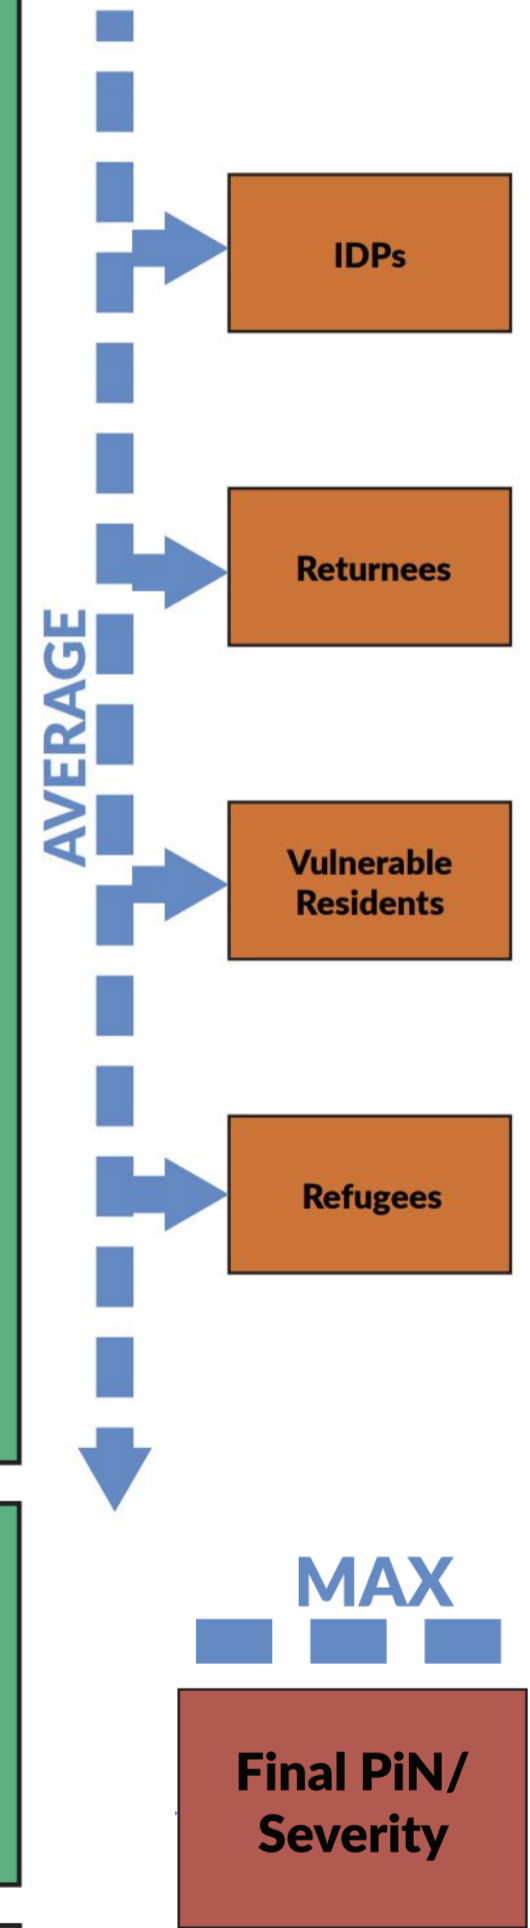 IDPs
Returnees
AVERAGE
Vulnerable
Residents
Refugees
MAX
Final PiN/
Severity